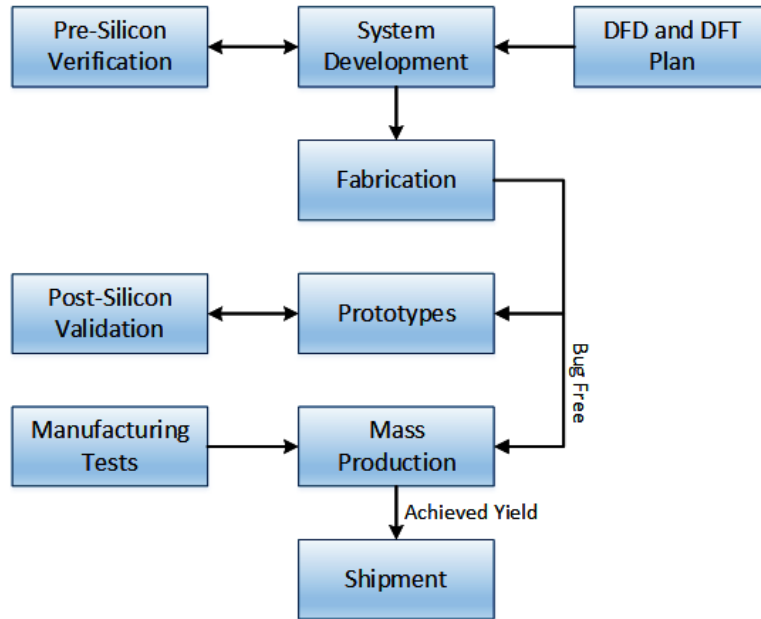 Pre-Silicon
Verification
System
Development
DFD and DFT
Plan
Fabrication
Post-Silicon
Validation
Prototypes
Bug Free
Manufacturing
Tests
Mass
Production
Achieved Yield
Shipment